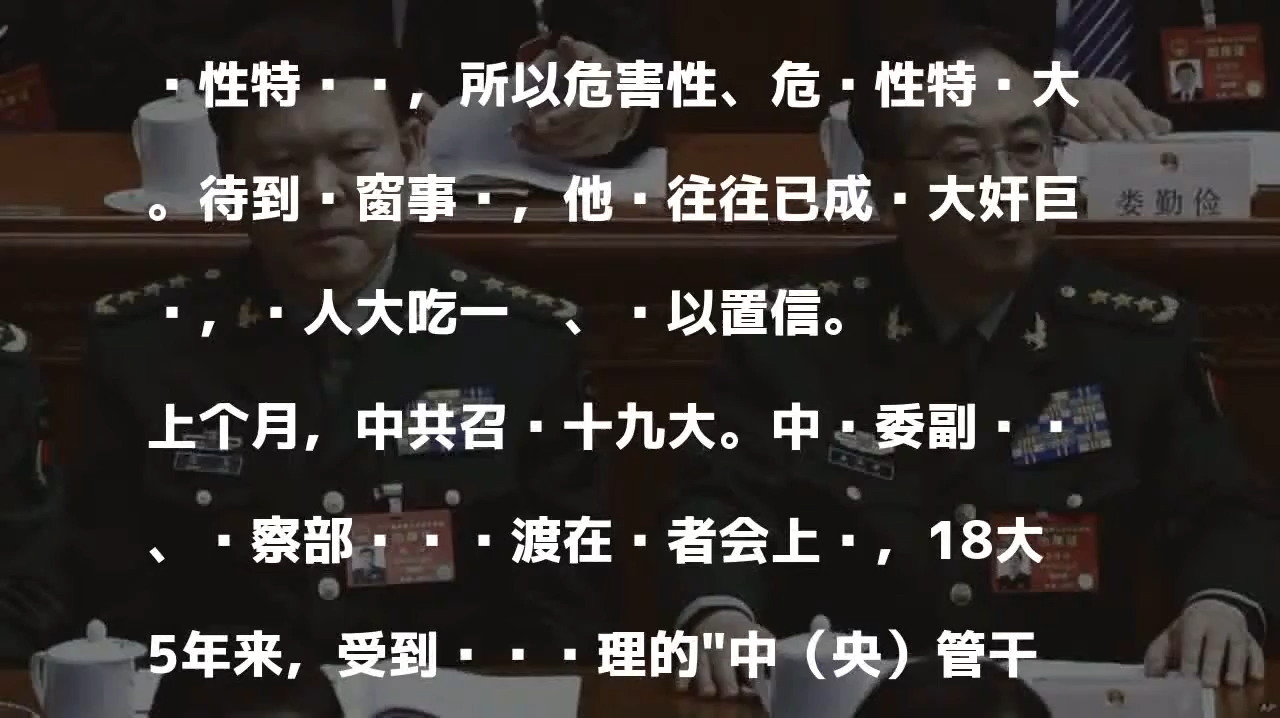 ·性特··，所以危害性、危·性特·大
。待到·窗事·，他·往往已成·大奸巨
·，·人大吃一　、·以置信。
上个月，中共召·十九大。中·委副··
、·察部···渡在·者会上·，18大
5年来，受到···理的"中（央）管干
娄勤俭
AP